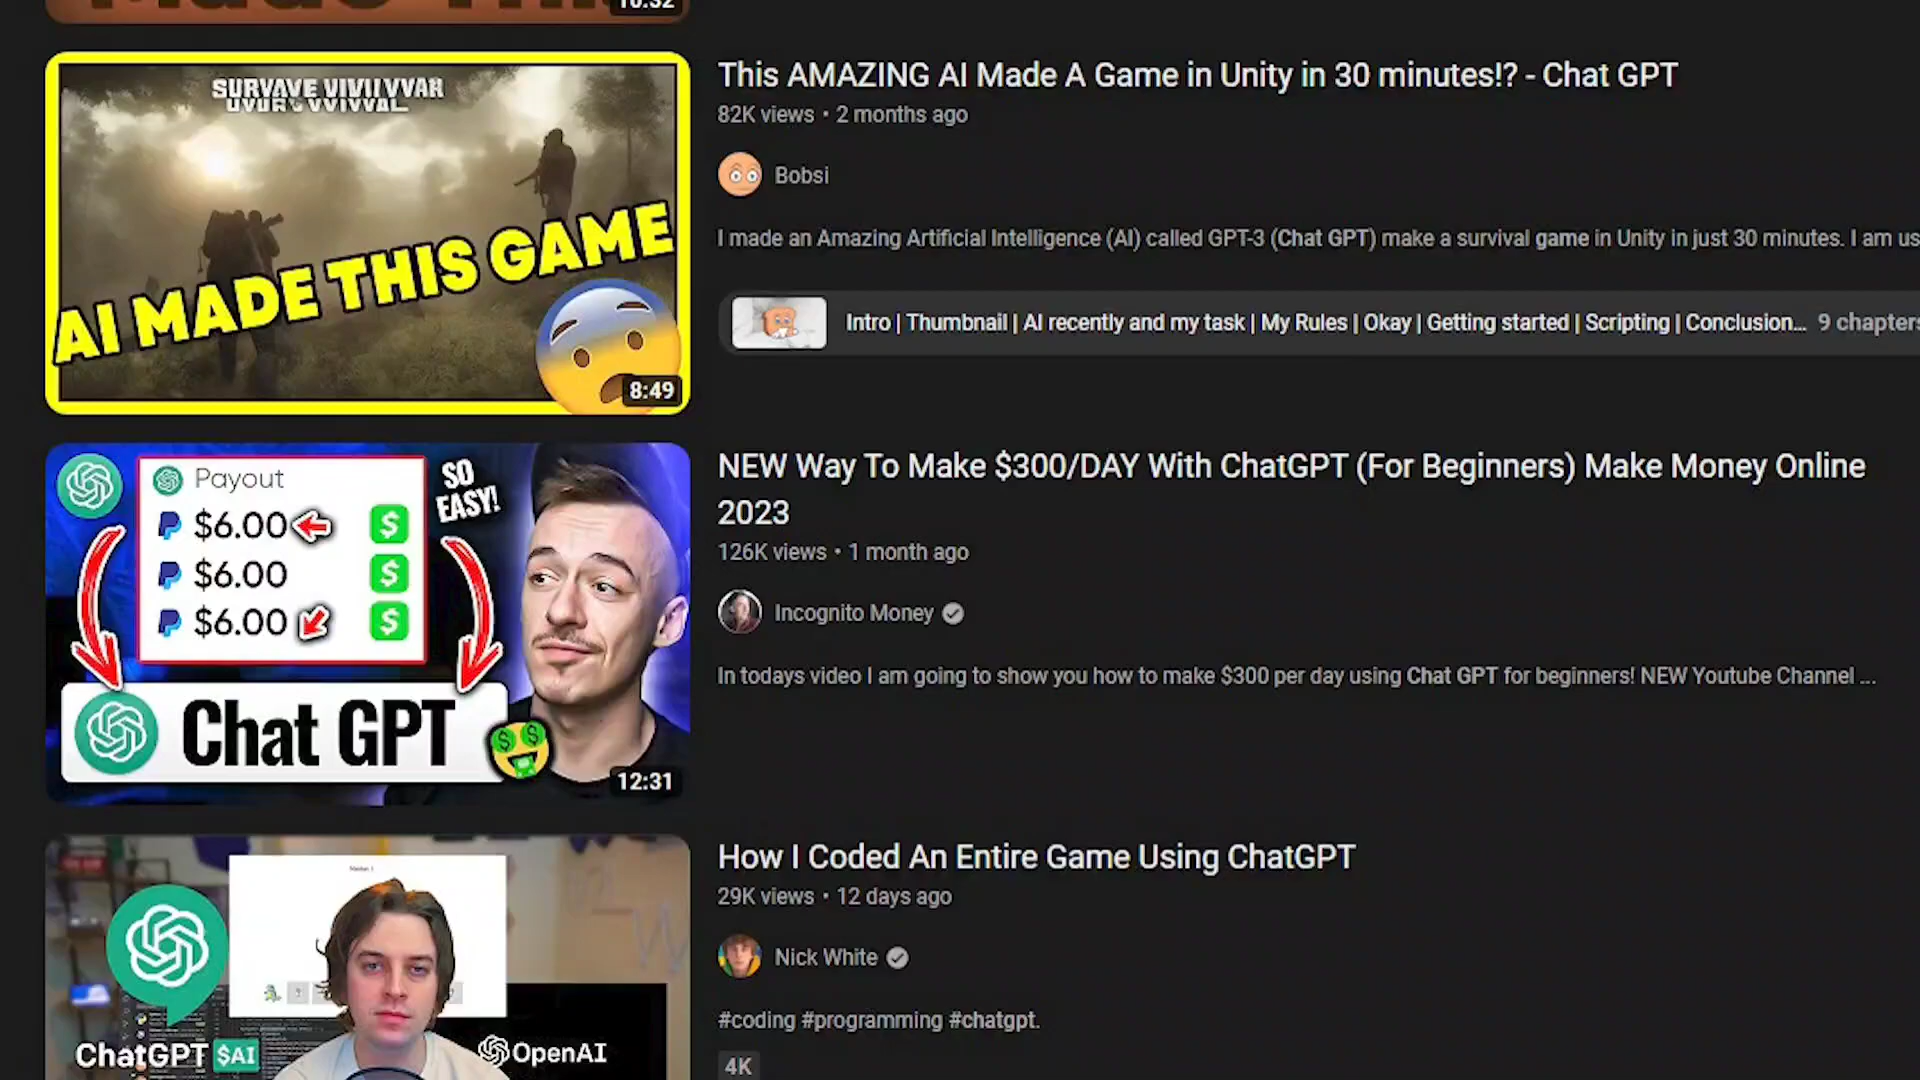 10:32
SURVAVE VIVII VVAR
This AMAZING AI Made A Game in Unity in 30 minutes!? - Chat GPT
82K views • 2 months ago
Bobsi
I made an Amazing Artificial Intelligence (AI) called GPT-3 (Chat GPT) make a survival game in Unity in just 30 minutes. I am us
AI MADE THIS GAME
8:49
Intro | Thumbnail | AI recently and my task | My Rules | Okay | Getting started | Scripting | Conclusion... 9 chapters
Payout
$6.00 $
$6.00 $
$6.00 $
SO
EASY!
Chat GPT
12:31
NEW Way To Make $300/DAY With ChatGPT (For Beginners) Make Money Online
2023
126K views • 1 month ago
Incognito Money
In todays video I am going to show you how to make $300 per day using Chat GPT for beginners! NEW Youtube Channel ...
ChatGPT $AI
OpenAI
How I Coded An Entire Game Using ChatGPT
29K views • 12 days ago
Nick White
#coding #programming #chatgpt.
4K